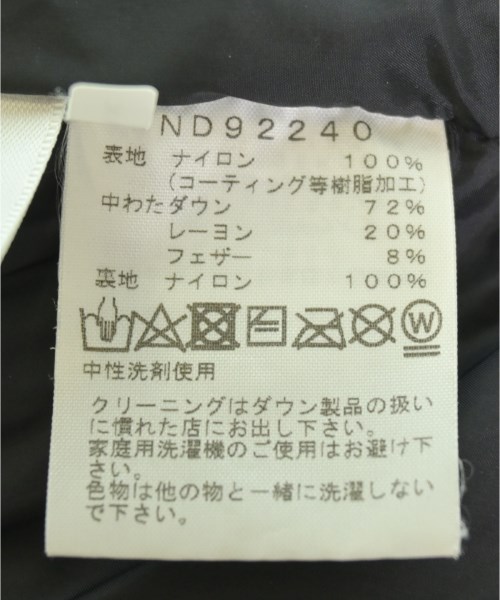 ND92240
表地 ナイロン 100%
(コーティング等樹脂加工)
中わた ダウン 72%
レーヨン 20%
フェザー 8%
裏地 ナイロン 100%
W
中性洗剤使用
クリーニングはダウン製品の扱い
に慣れた店にお出し下さい。
家庭用洗濯機のご使用はお避け下
さい。
色物は他の物と一緒に洗濯しない
で下さい。